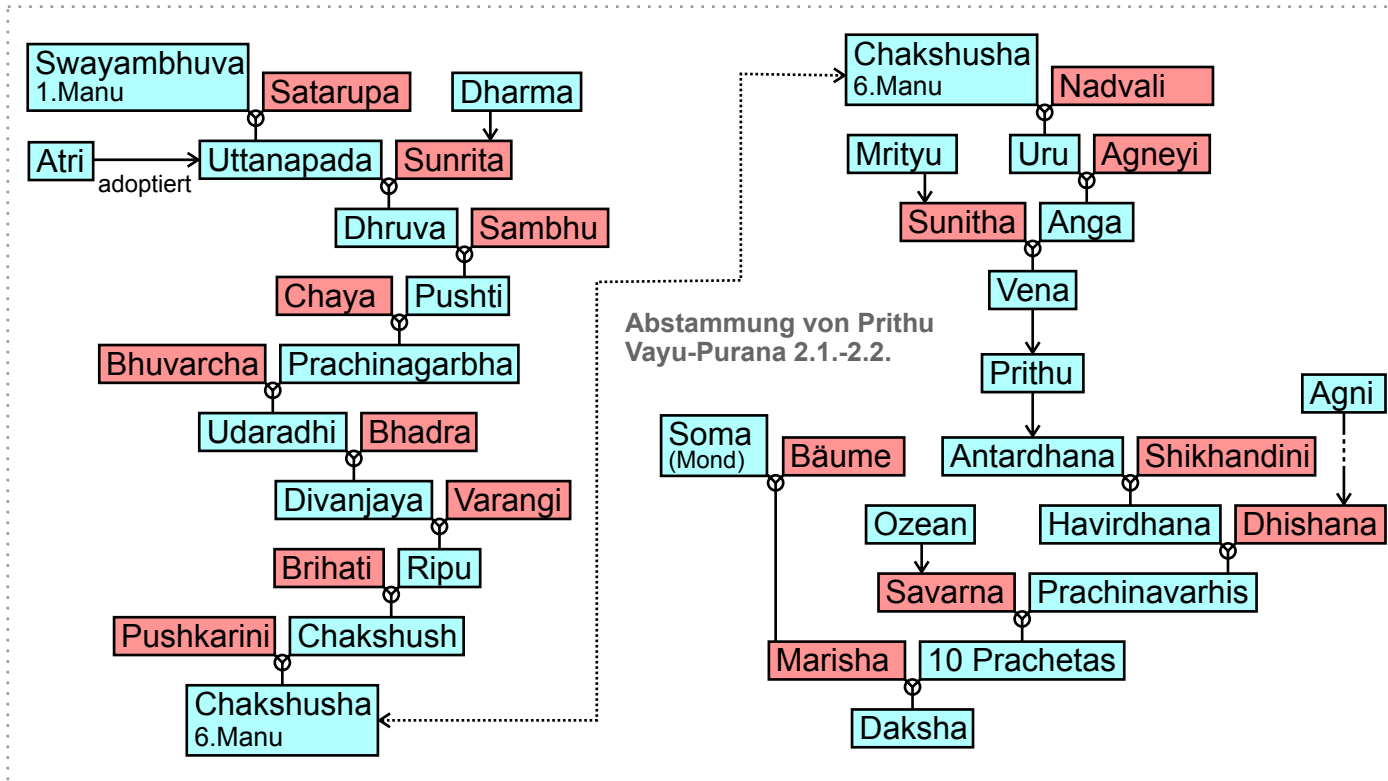 Swayambhuva
1.Manu
Satarupa
Dharma
Atri
adoptiert
Uttanapada
Sunrita
Dhruva
Sambhu
Chaya
Pushti
Bhuvarcha
Prachinagarbha
Udaradhi
Bhadra
Divanjaya
Varangi
Brihati
Ripu
Pushkarini
Chakshush
Chakshusha
6.Manu
Abstammung von Prithu
Vayu-Purana 2.1.-2.2.
Chakshusha
6.Manu
Nadvali
Mrityu
Uru
Agneyi
Sunitha
Anga
Vena
Prithu
Agni
Soma
(Mond)
Bäume
Antardhana
Shikhandini
Ozean
Havirdhana
Dhishana
Savarna
Prachinavarhis
Marisha
10 Prachetas
Daksha